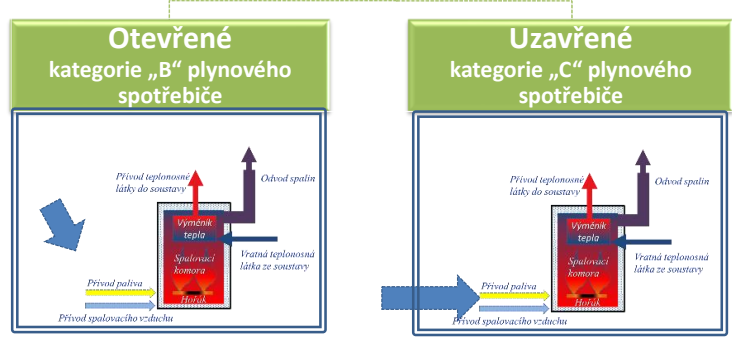 Otevřené
kategorie „B“ plynového
spotřebiče
Přívod teplonosné
látky do soustavy
Odvod spalin
Výměník
tepla
Spalovací
komora
Vratná teplonosná
látka ze soustavy
Přívod paliva
Hořák
Přívod spalovacího vzduchu
Uzavřené
kategorie „C“ plynového
spotřebiče
Přívod teplonosné
látky do soustavy
Odvod spalin
Výměník
tepla
Spalovací
komora
Vratná teplonosná
látka ze soustavy
Přívod paliva
Hořák
Přívod spalovacího vzduchu